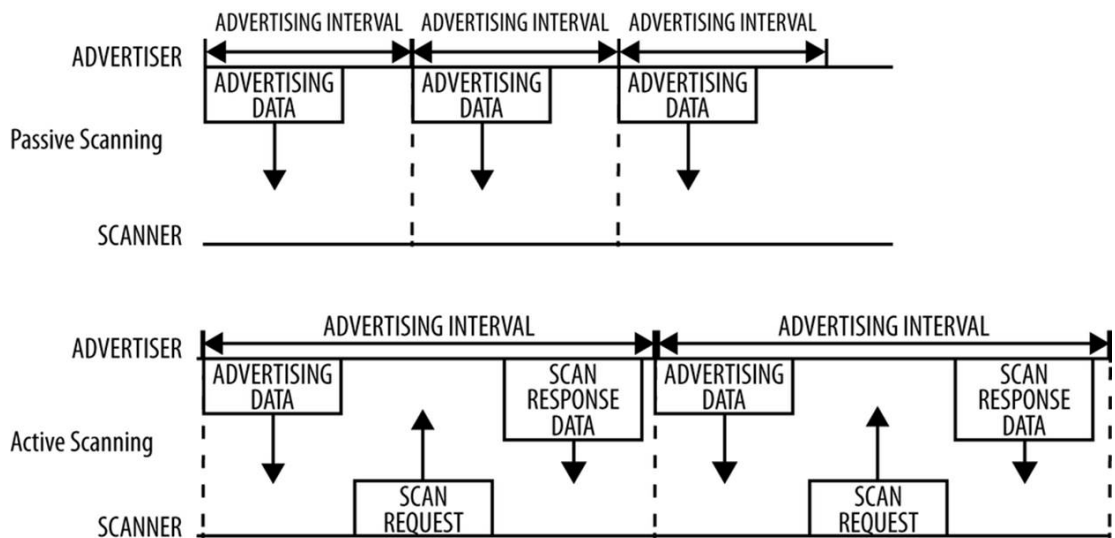 ADVERTISING INTERVAL ADVERTISING INTERVAL ADVERTISING INTERVAL
ADVERTISER
ADVERTISING ADVERTISING ADVERTISING
DATA DATA DATA
Passive Scanning
SCANNER
ADVERTISING INTERVAL ADVERTISING INTERVAL
ADVERTISER
ADVERTISING SCAN ADVERTISING SCAN
DATA RESPONSE DATA RESPONSE
DATA DATA
Active Scanning
SCAN SCAN
REQUEST REQUEST
SCANNER